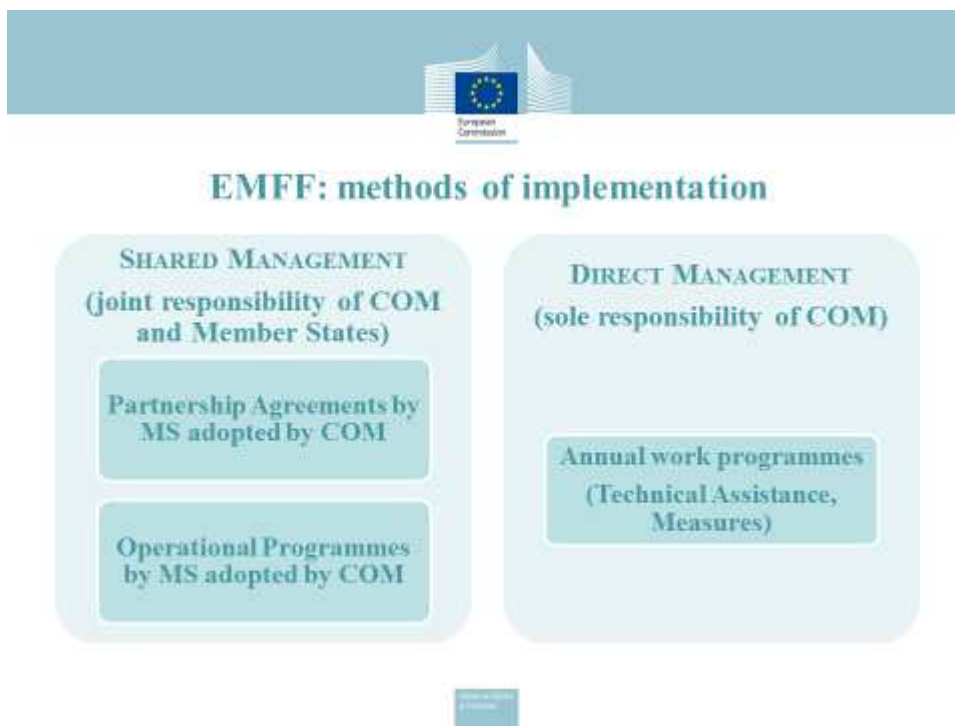 European
Commission
EMFF: methods of implementation
SHARED MANAGEMENT
(joint responsibility of COM
and Member States)
Partnership Agreements by
MS adopted by COM
Operational Programmes
by MS adopted by COM
DIRECT MANAGEMENT
(sole responsibility of COM)
Annual work programmes
(Technical Assistance,
Measures)